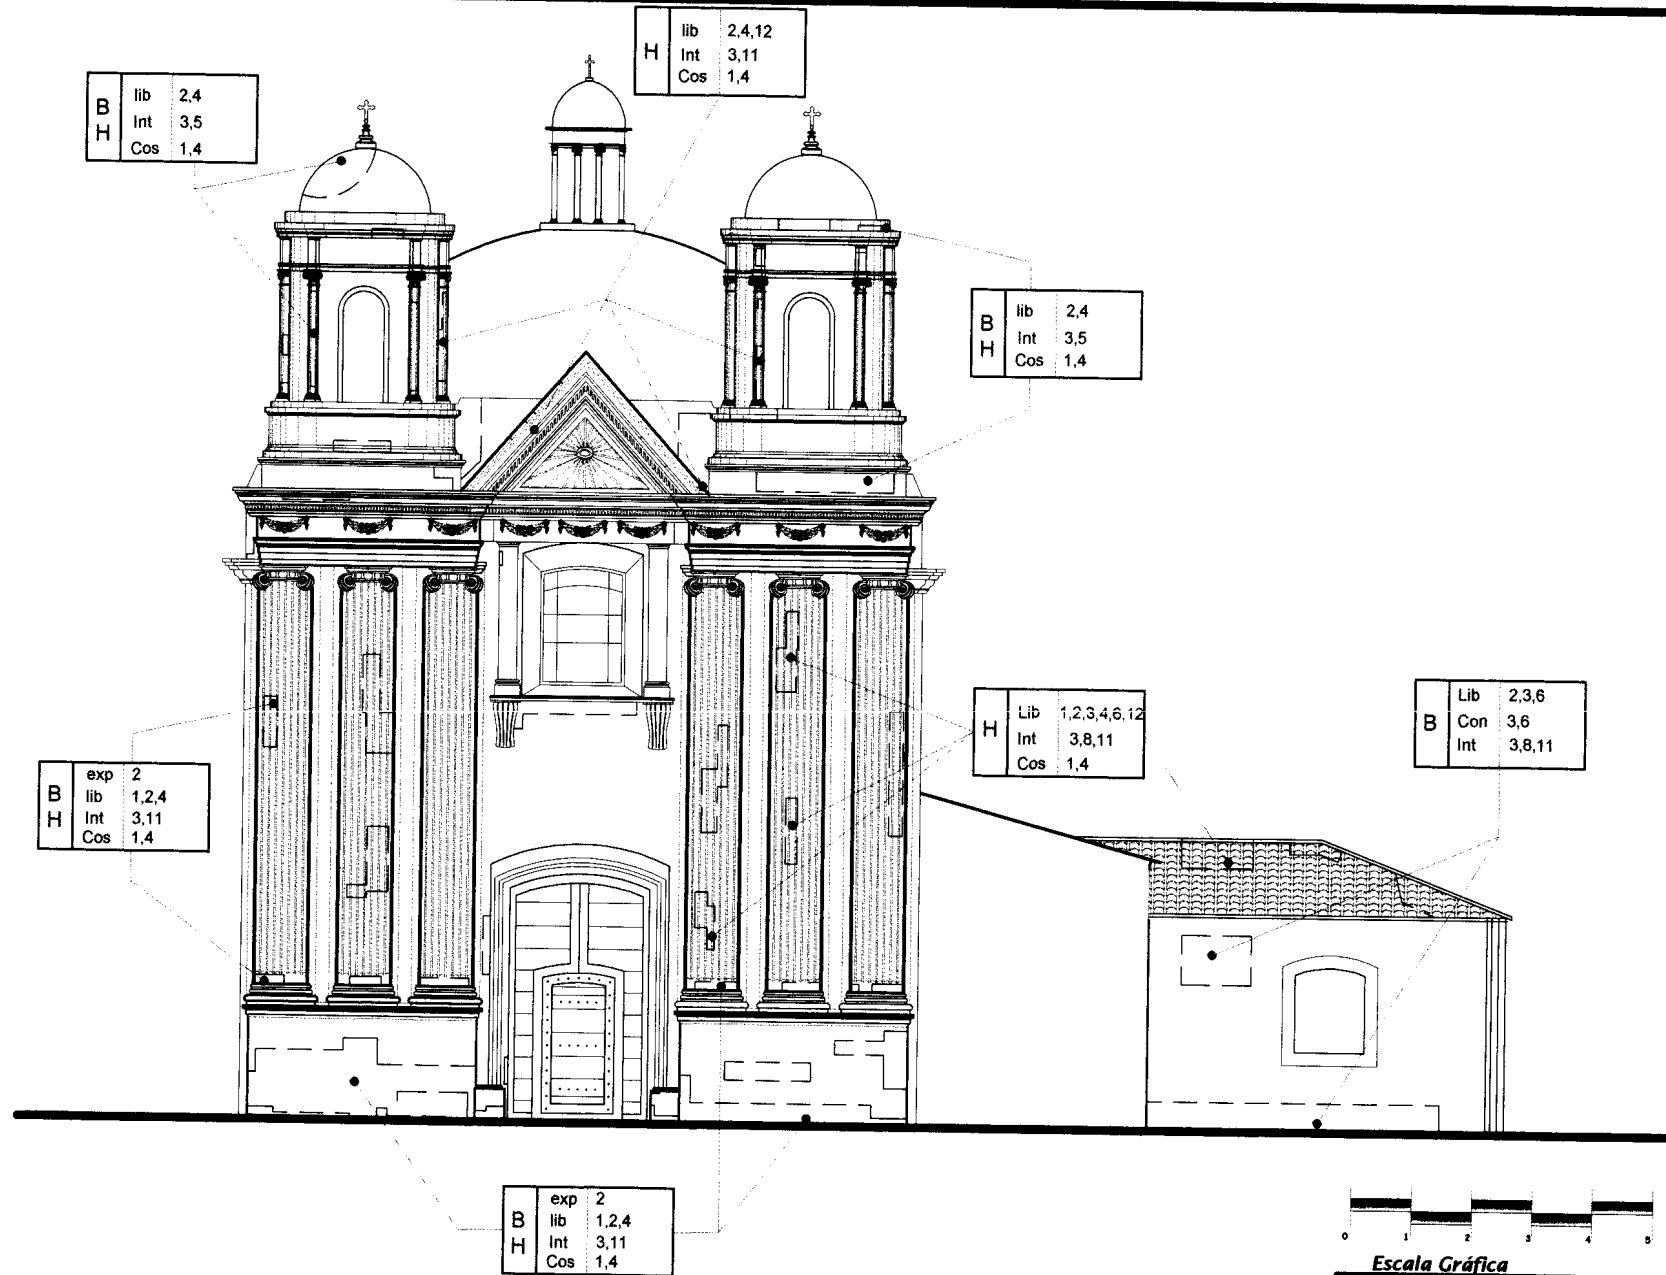 H
lib 2,4,12
Int 3,11
Cos 1,4
B
H
lib 2,4
Int 3,5
Cos 1,4
B
H
lib 2,4
Int 3,5
Cos 1,4
H
Lib 1,2,3,4,6,12
Int 3,8,11
Cos 1,4
B
Lib 2,3,6
Con 3,6
Int 3,8,11
B
H
exp 2
lib 1,2,4
Int 3,11
Cos 1,4
B
H
exp 2
lib 1,2,4
Int 3,11
Cos 1,4
0 1 2 3 4 5
Escala Gráfica